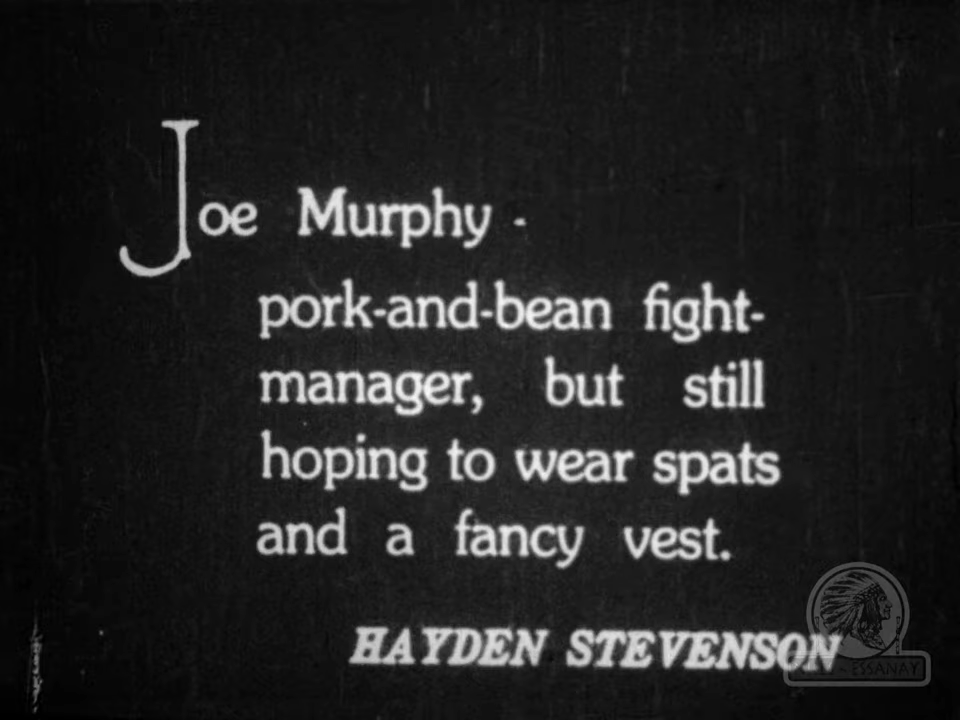 Joe Murphy -
pork-and-bean fight-
manager, but still
hoping to wear spats
and a fancy vest.
HAYDEN STEVENSON
ESSANAY